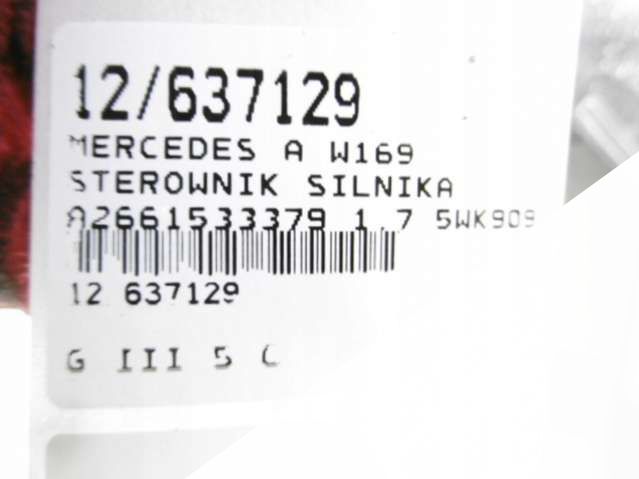 12/637129
MERCEDES A W169
STEROWNIK SILNIKA
A2661533379 1.7 5WK909
12 637129
G III 5 C